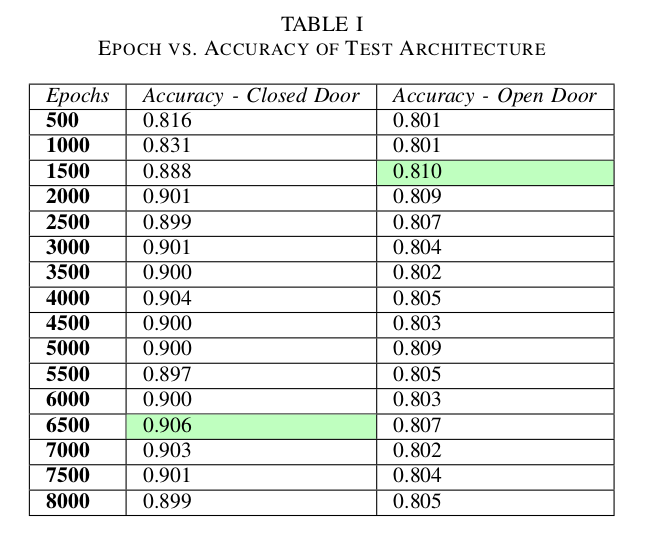 TABLE I
EPOCH VS. ACCURACY OF TEST ARCHITECTURE
Epochs Accuracy - Closed Door Accuracy - Open Door
500 0.816 0.801
1000 0.831 0.801
1500 0.888 0.810
2000 0.901 0.809
2500 0.899 0.807
3000 0.901 0.804
3500 0.900 0.802
4000 0.904 0.805
4500 0.900 0.803
5000 0.900 0.809
5500 0.897 0.805
6000 0.900 0.803
6500 0.906 0.807
7000 0.903 0.802
7500 0.901 0.804
8000 0.899 0.805